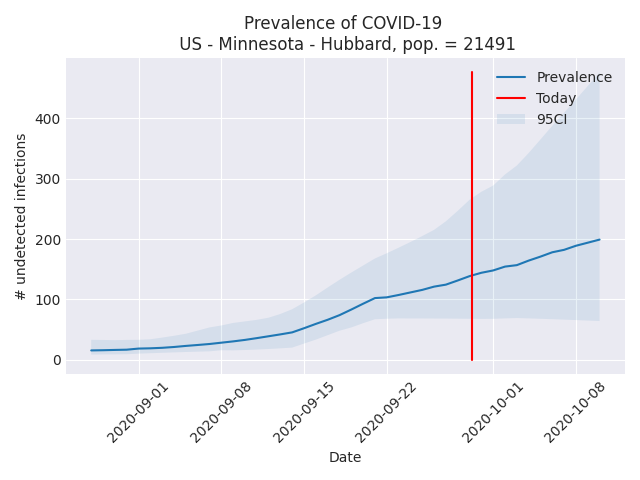 Prevalence of COVID-19
US - Minnesota - Hubbard, pop. = 21491
Prevalence
Today
95CI
# undetected infections
400
300
200
100
0
2020-09-01
2020-09-08
2020-09-15
2020-09-22
2020-10-01
2020-10-08
Date